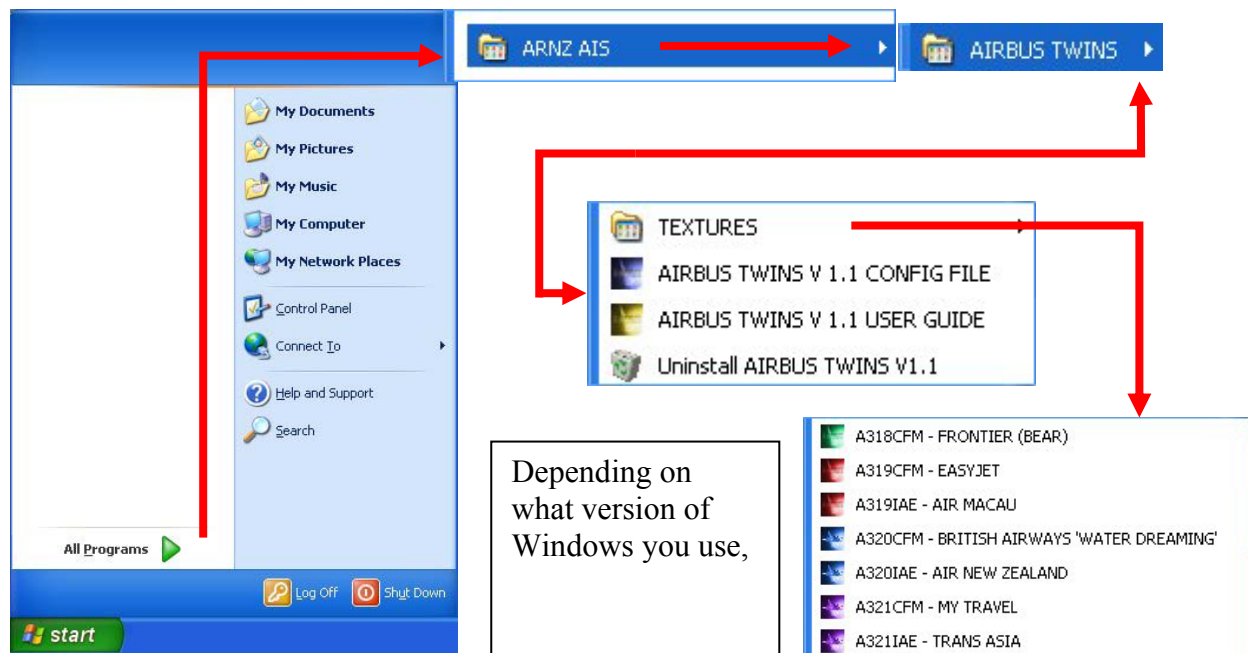 ARNZ AIS
AIRBUS TWINS
My Documents
My Pictures
My Music
My Computer
My Network Places
Control Panel
Connect To
Help and Support
Search
All Programs
Log Off
Shut Down
start
TEXTURES
AIRBUS TWINS V 1.1 CONFIG FILE
AIRBUS TWINS V 1.1 USER GUIDE
Uninstall AIRBUS TWINS V1.1
Depending on
what version of
Windows you use,
A318CFM - FRONTIER (BEAR)
A319CFM - EASYJET
A319IAE - AIR MACAU
A320CFM - BRITISH AIRWAYS 'WATER DREAMING'
A320IAE - AIR NEW ZEALAND
A321CFM - MY TRAVEL
A321IAE - TRANS ASIA